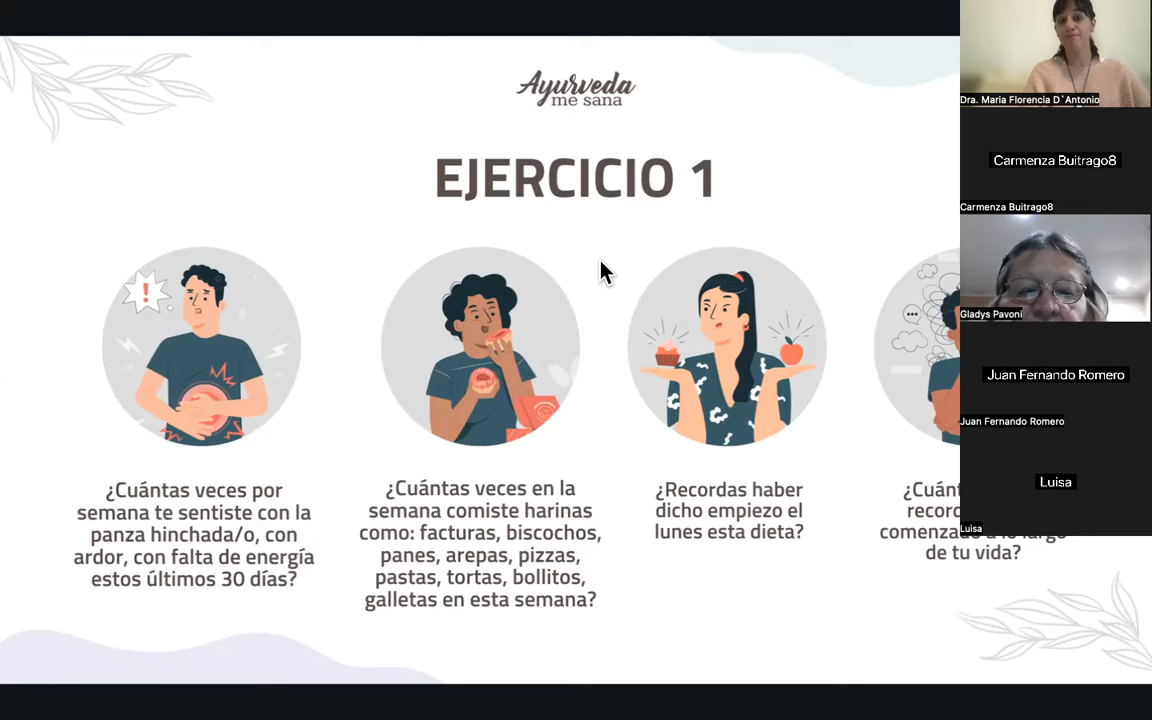 Ayurveda
me sana
EJERCICIO 1
!
¿Cuántas veces por
semana te sentiste con la
panza hinchada/o, con
ardor, con falta de energía
estos últimos 30 días?
¿Cuántas veces en la
semana comiste harinas
como: facturas, biscochos,
panes, arepas, pizzas,
pastas, tortas, bollitos,
galletas en esta semana?
¿Recordas haber
dicho empiezo el
lunes esta dieta?
de tu vida?
Dra. Maria Florencia D`Antonio
Carmenza Buitrago8
Carmenza Buitrago8
Gladys Pavoni
Juan Fernando Romero
Juan Fernando Romero
Luisa
Luisa